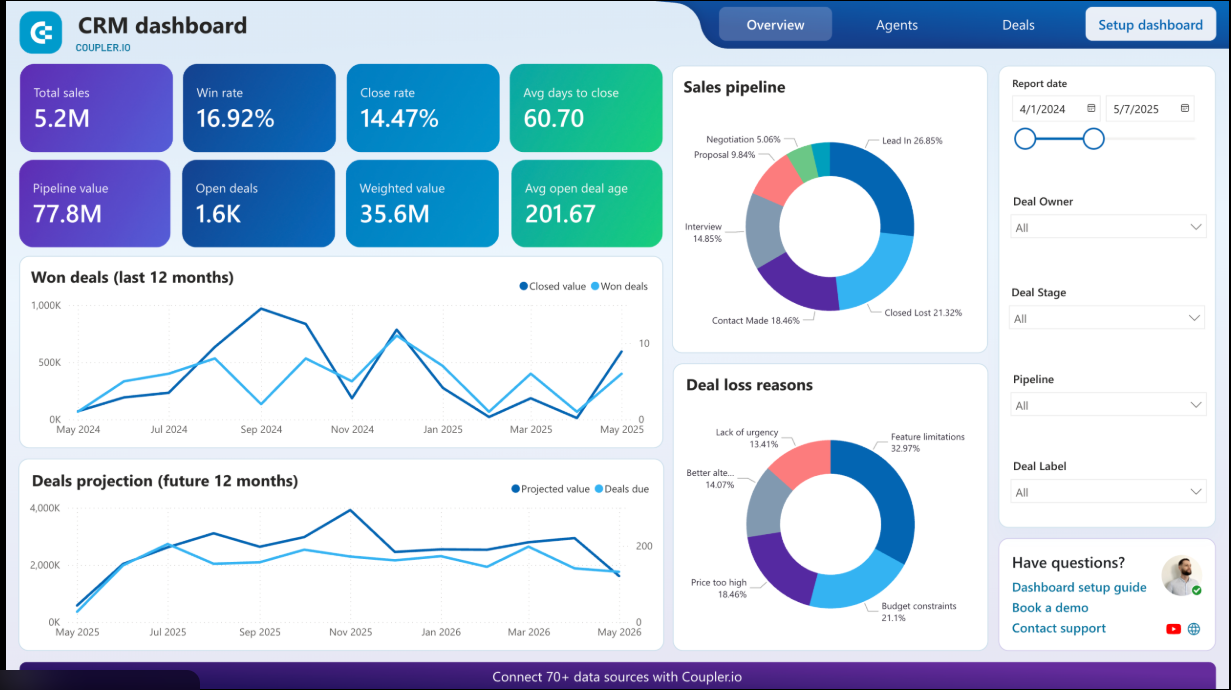 CRM dashboard
COUPLER.IO
Overview
Agents
Deals
Setup dashboard
Total sales
5.2M
Win rate
16.92%
Close rate
14.47%
Avg days to close
60.70
Pipeline value
77.8M
Open deals
1.6K
Weighted value
35.6M
Avg open deal age
201.67
Won deals (last 12 months)
Closed value
Won deals
1,000K
500K
0K
10
0
May 2024
Jul 2024
Sep 2024
Nov 2024
Jan 2025
Mar 2025
May 2025
Deals projection (future 12 months)
Projected value
Deals due
4,000K
2,000K
0K
200
0
May 2025
Jul 2025
Sep 2025
Nov 2025
Jan 2026
Mar 2026
May 2026
Sales pipeline
Negotiation 5.06%
Proposal 9.84%
Lead In 26.85%
Interview
14.85%
Contact Made 18.46%
Closed Lost 21.32%
Deal loss reasons
Lack of urgency
13.41%
Feature limitations
32.97%
Better alte...
14.07%
Price too high
18.46%
Budget constraints
21.1%
Report date
4/1/2024
5/7/2025
Deal Owner
All
Deal Stage
All
Pipeline
All
Deal Label
All
Have questions?
Dashboard setup guide
Book a demo
Contact support
Connect 70+ data sources with Coupler.io